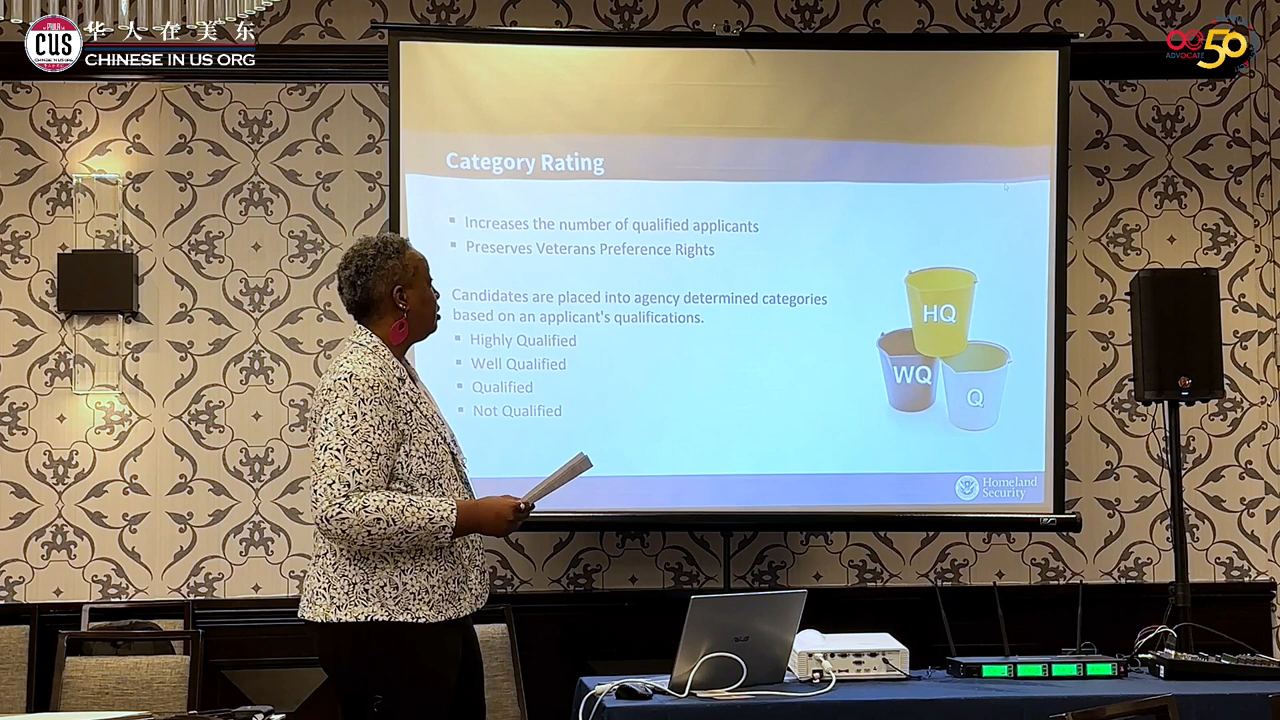 CUS
华人在美东
CHINESE IN US ORG
50
ADVOCATE
Category Rating
Increases the number of qualified applicants
Preserves Veterans Preference Rights
Candidates are placed into agency determined categories
based on an applicant's qualifications.
Highly Qualified
Well Qualified
Qualified
Not Qualified
HQ
WQ
Q
Homeland
Security
ASUS